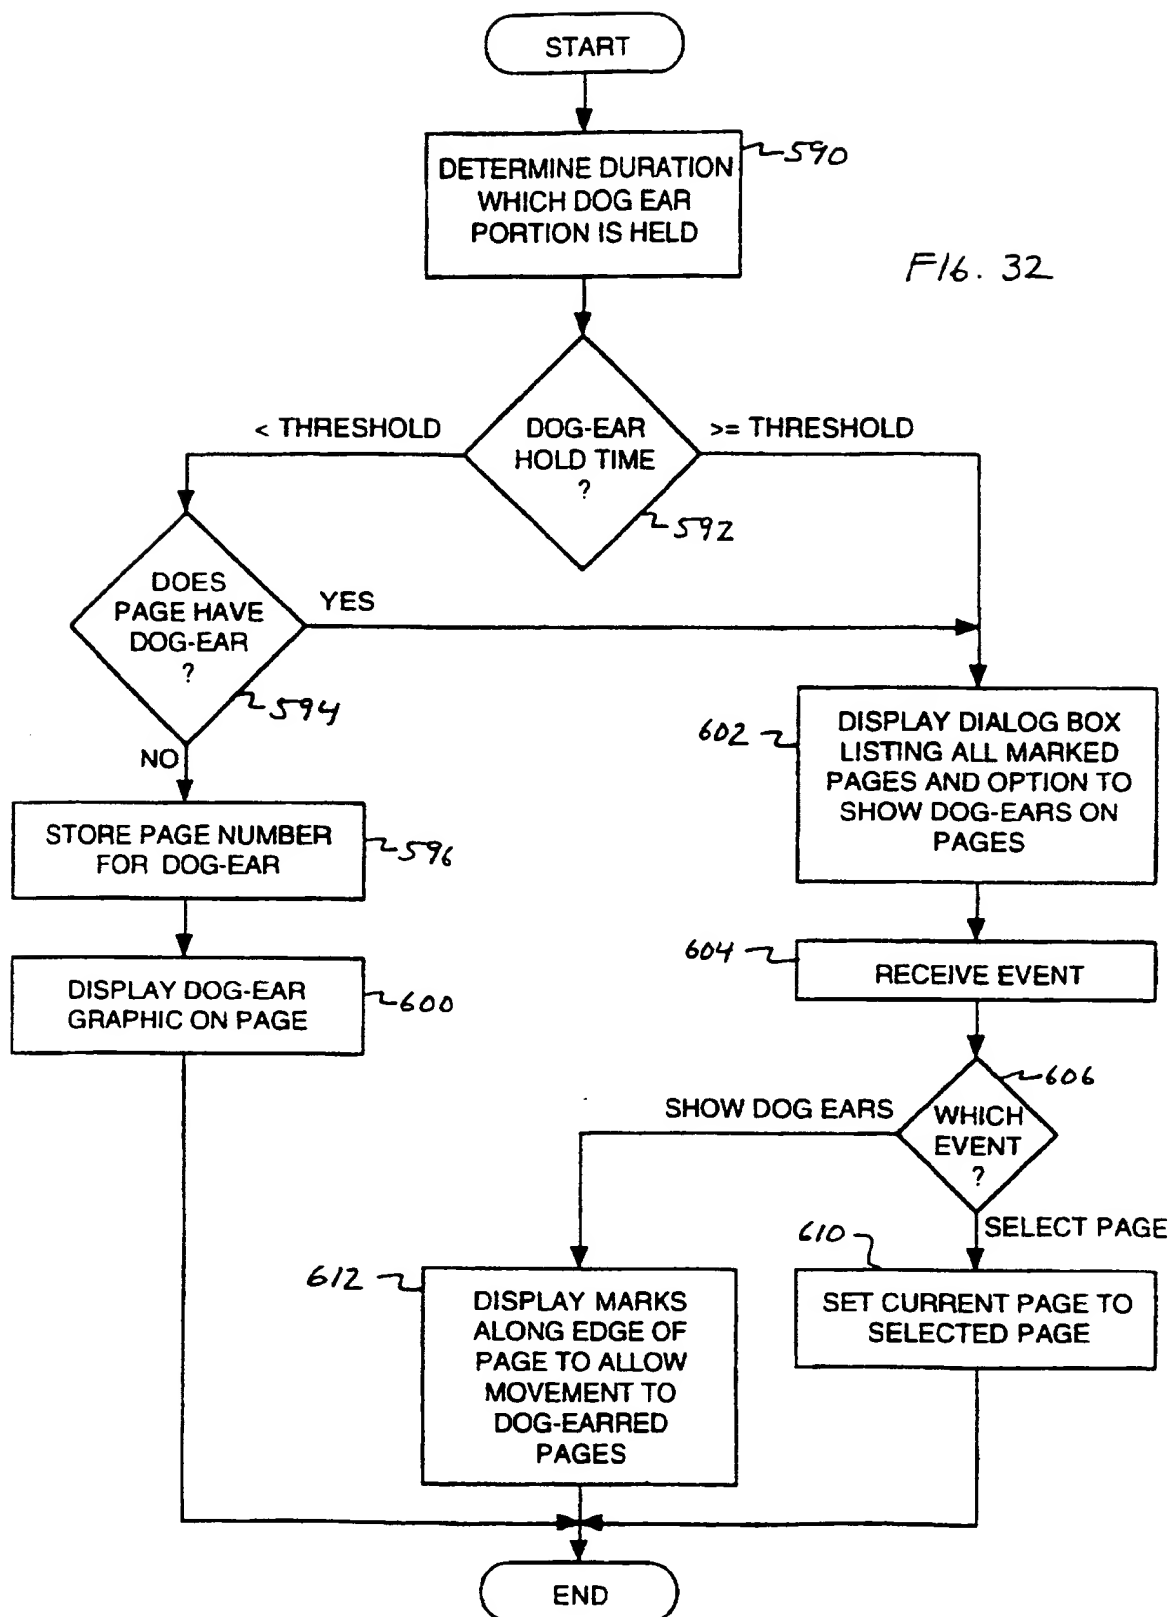 START
DETERMINE DURATION
WHICH DOG EAR
PORTION IS HELD
590
FIG. 32
< THRESHOLD
DOG-EAR
HOLD TIME
?
>= THRESHOLD
592
DOES
PAGE HAVE
DOG-EAR
?
YES
594
NO
STORE PAGE NUMBER
FOR DOG-EAR
596
DISPLAY DOG-EAR
GRAPHIC ON PAGE
600
602
DISPLAY DIALOG BOX
LISTING ALL MARKED
PAGES AND OPTION TO
SHOW DOG-EARS ON
PAGES
604
RECEIVE EVENT
606
SHOW DOG EARS
WHICH
EVENT
?
SELECT PAGE
610
SET CURRENT PAGE TO
SELECTED PAGE
612
DISPLAY MARKS
ALONG EDGE OF
PAGE TO ALLOW
MOVEMENT TO
DOG-EARRED
PAGES
END